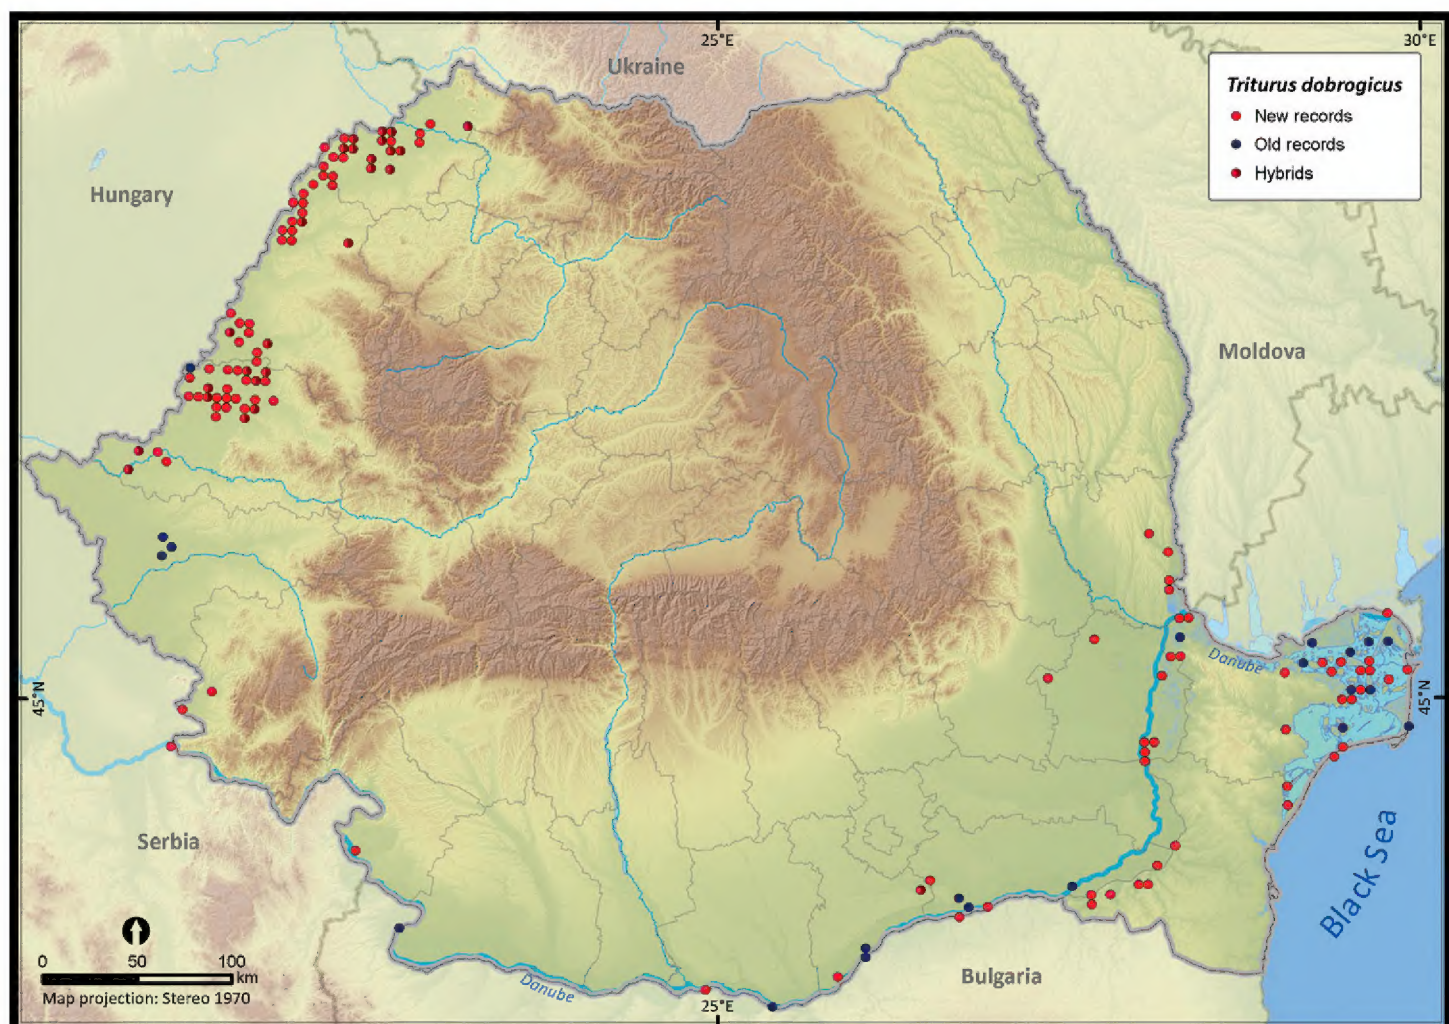 25°E
30°E
Ukraine
Triturus dobrogicus
New records
Old records
Hybrids
Hungary
Moldova
Danube
45°N
45°N
Serbia
Black Sea
0 50 100
km
Map projection: Stereo 1970
Danube
25°E
Bulgaria